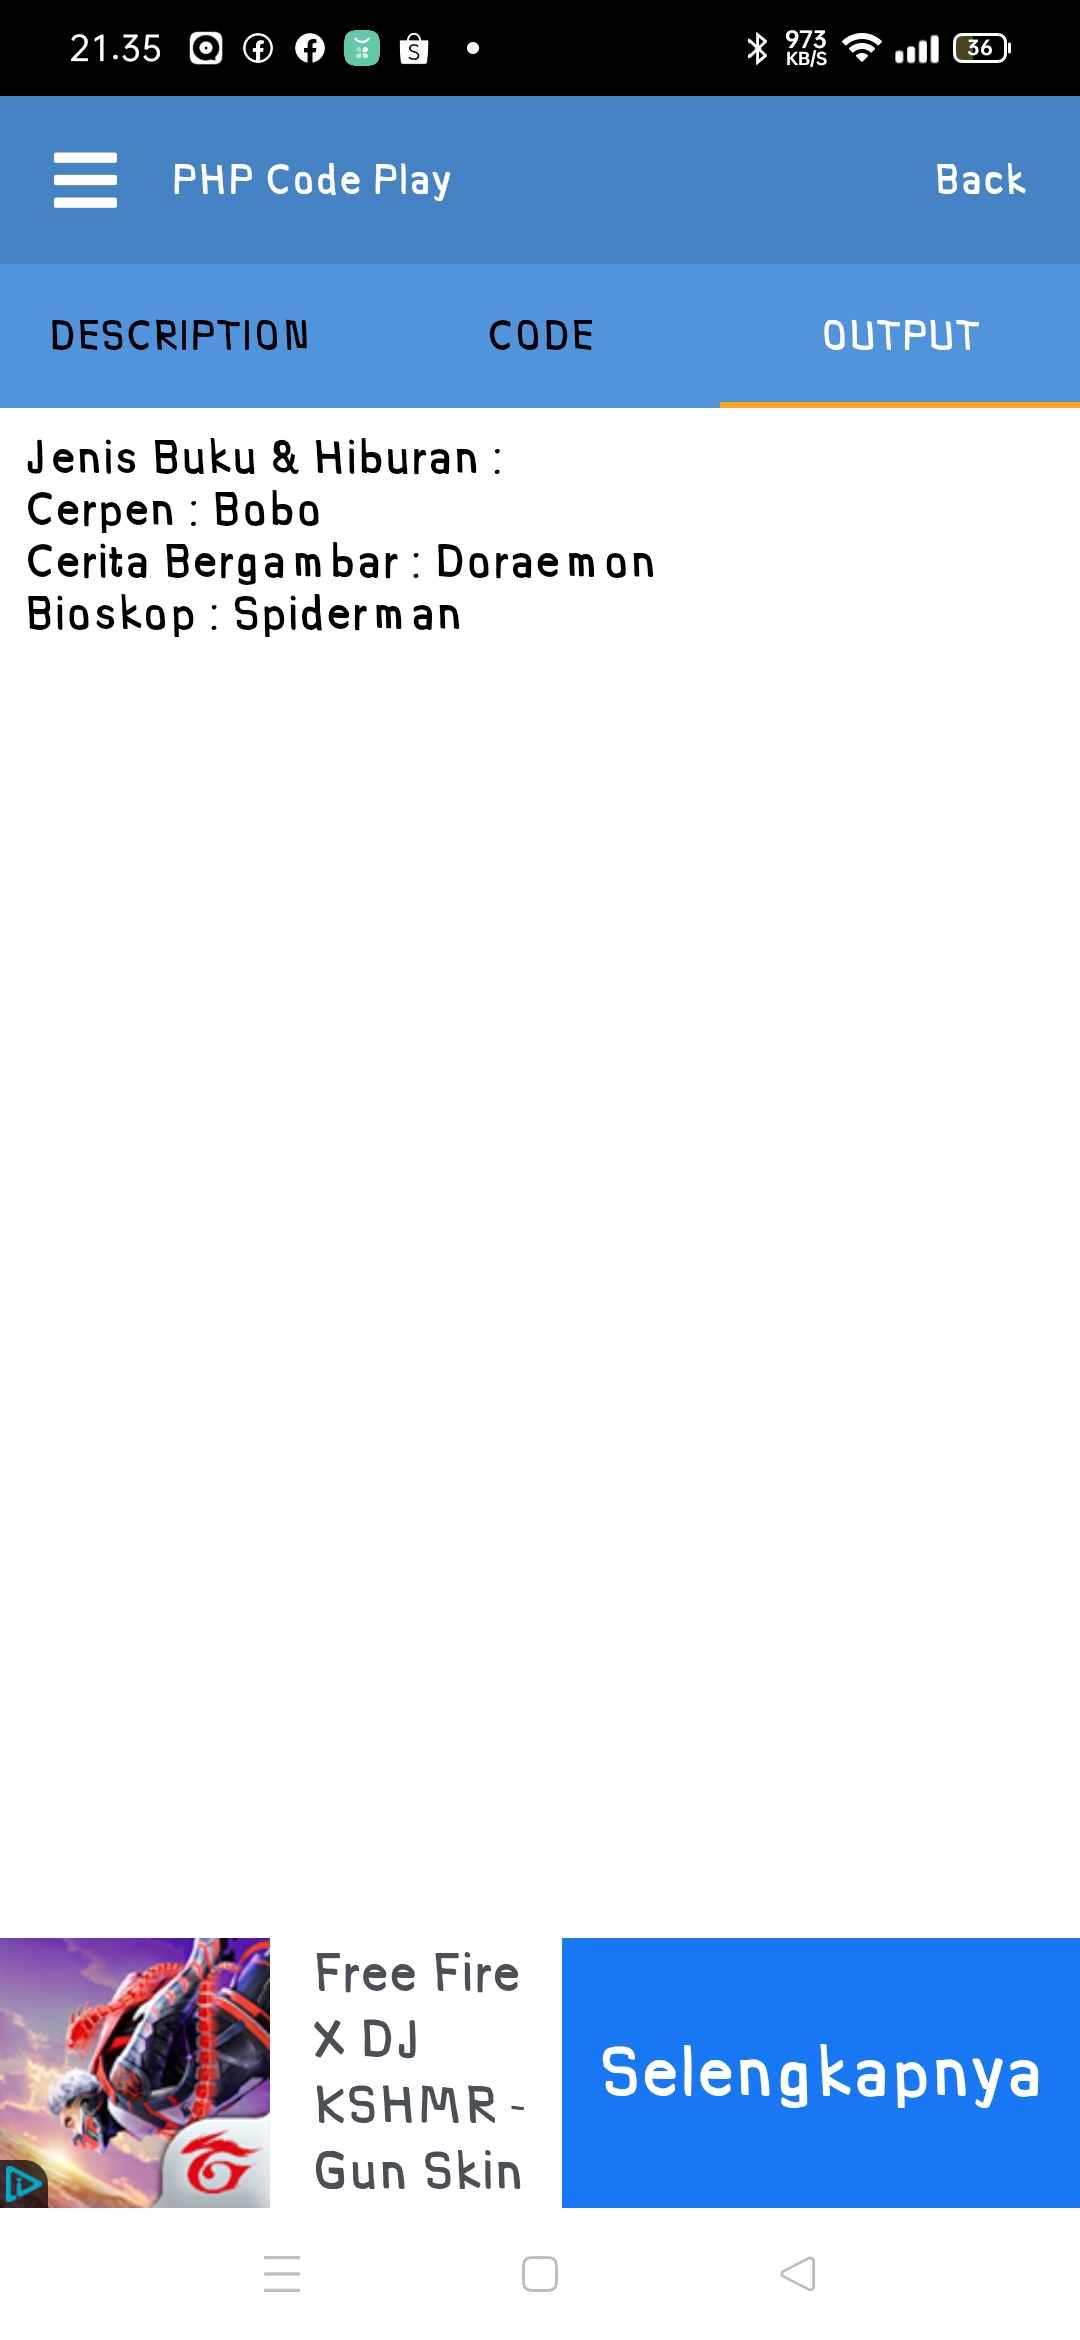 21.35 973 KB/S 36
PHP Code Play Back
DESCRIPTION CODE OUTPUT
Jenis Buku & Hiburan :
Cerpen : Bobo
Cerita Bergambar : Doraemon
Bioskop : Spiderman
Free Fire
X DJ
KSHMR -
Gun Skin
Selengkapnya